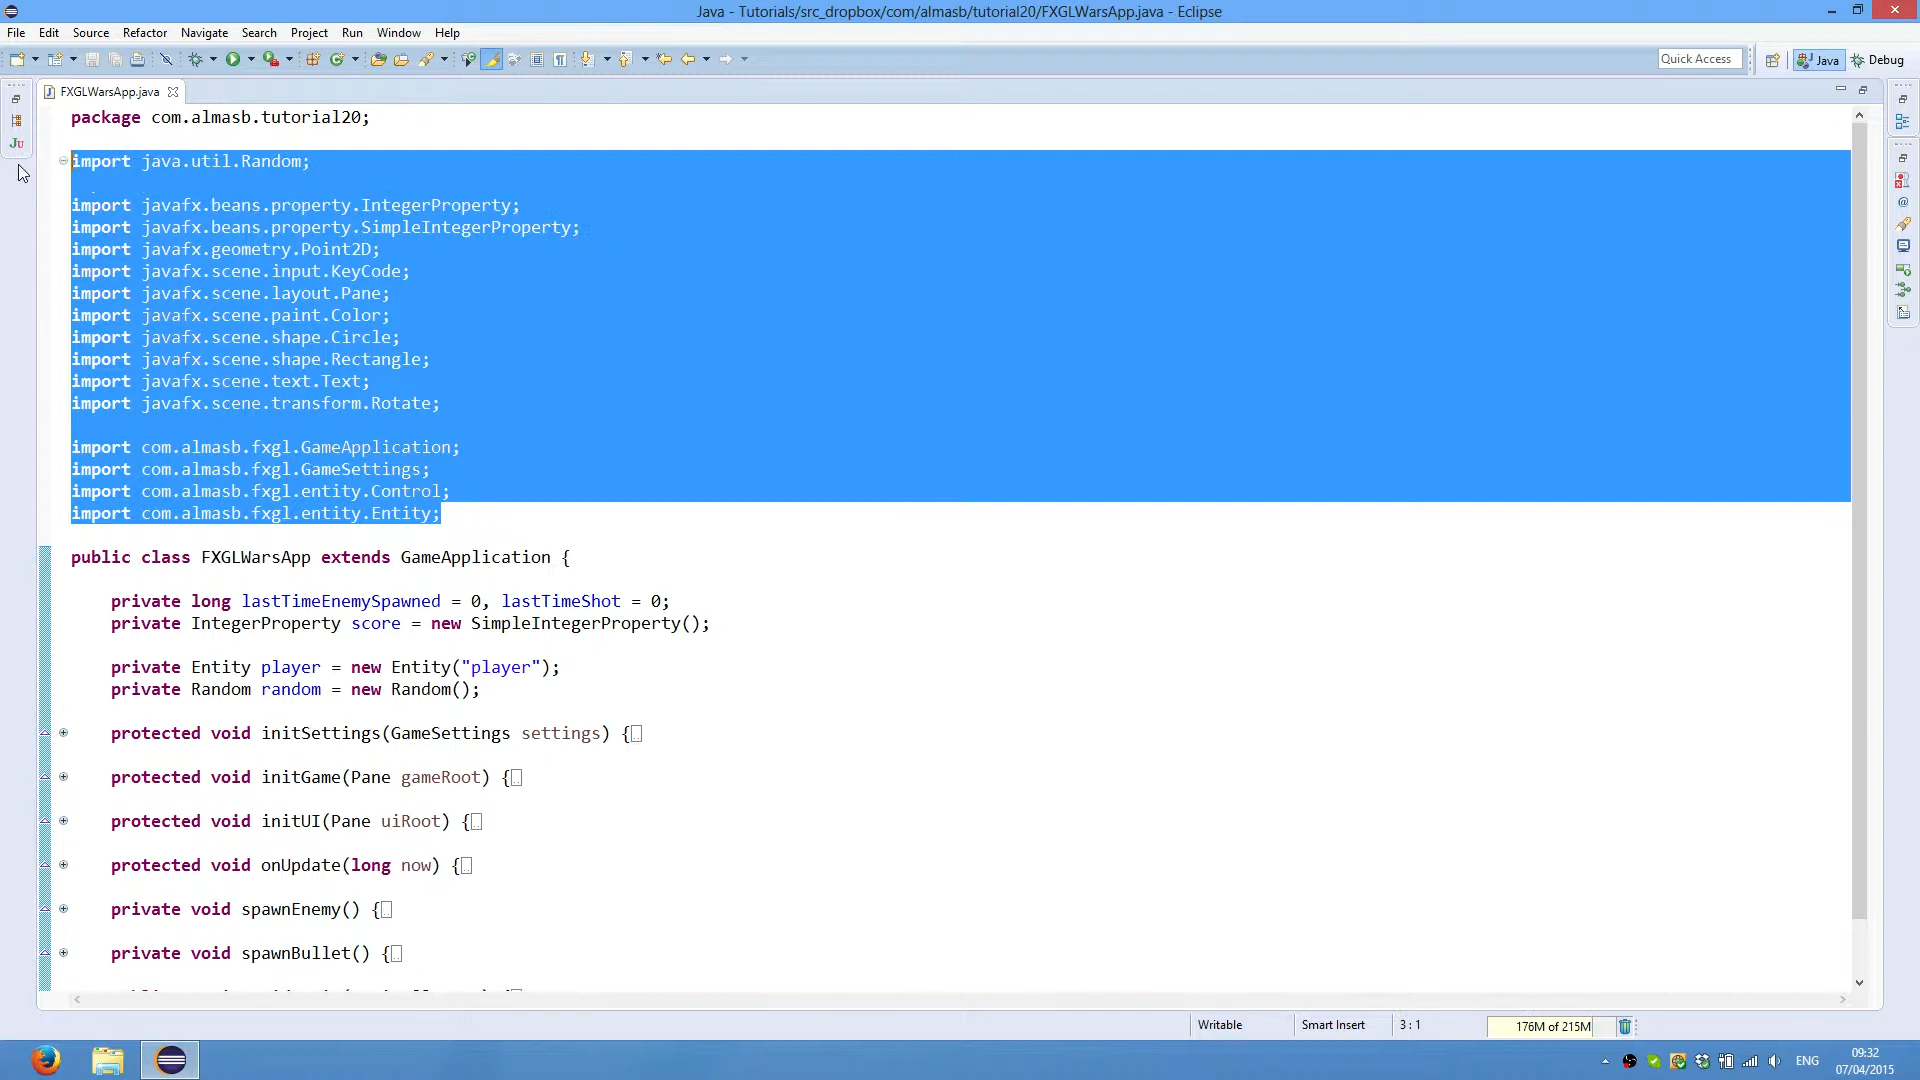 Java - Tutorials/src_dropbox/com/almasb/tutorial20/FXGLWarsApp.java - Eclipse
File Edit Source Refactor Navigate Search Project Run Window Help
Quick Access
Java
Debug
FXGLWarsApp.java
package com.almasb.tutorial20;
import java.util.Random;
import javafx.beans.property.IntegerProperty;
import javafx.beans.property.SimpleIntegerProperty;
import javafx.geometry.Point2D;
import javafx.scene.input.KeyCode;
import javafx.scene.layout.Pane;
import javafx.scene.paint.Color;
import javafx.scene.shape.Circle;
import javafx.scene.shape.Rectangle;
import javafx.scene.text.Text;
import javafx.scene.transform.Rotate;
import com.almasb.fxgl.GameApplication;
import com.almasb.fxgl.GameSettings;
import com.almasb.fxgl.entity.Control;
import com.almasb.fxgl.entity.Entity;
public class FXGLWarsApp extends GameApplication {
private long lastTimeEnemySpawned = 0, lastTimeShot = 0;
private IntegerProperty score = new SimpleIntegerProperty();
private Entity player = new Entity("player");
private Random random = new Random();
protected void initSettings(GameSettings settings) {
protected void initGame(Pane gameRoot) {
protected void initUI(Pane uiRoot) {
protected void onUpdate(long now) {
private void spawnEnemy() {
private void spawnBullet() {
Writable
Smart Insert
3 : 1
176M of 215M
ENG
09:32
07/04/2015